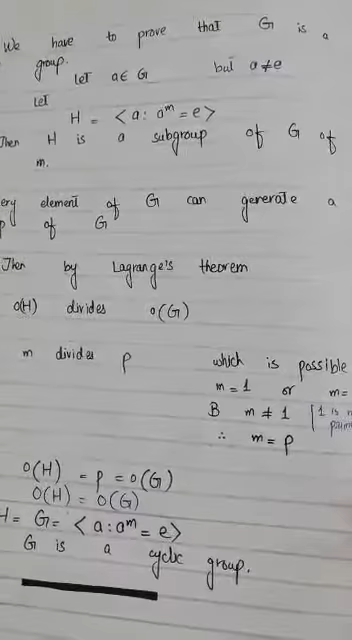 We have to prove that G is a
group.
Let a ∈ G but a ≠ e
Let
H = < a : a^m = e >
Then H is a subgroup of G of
m.
ery element of G can generate a
p of G
Then by Lagrange's theorem
o(H) divides o(G)
m divides p which is possible
m = 1 or m =
B m ≠ 1 | 1 is
∴ m = p
o(H) = p = o(G)
o(H) = o(G)
H = G = < a : a^m = e >
G is a cyclic group.